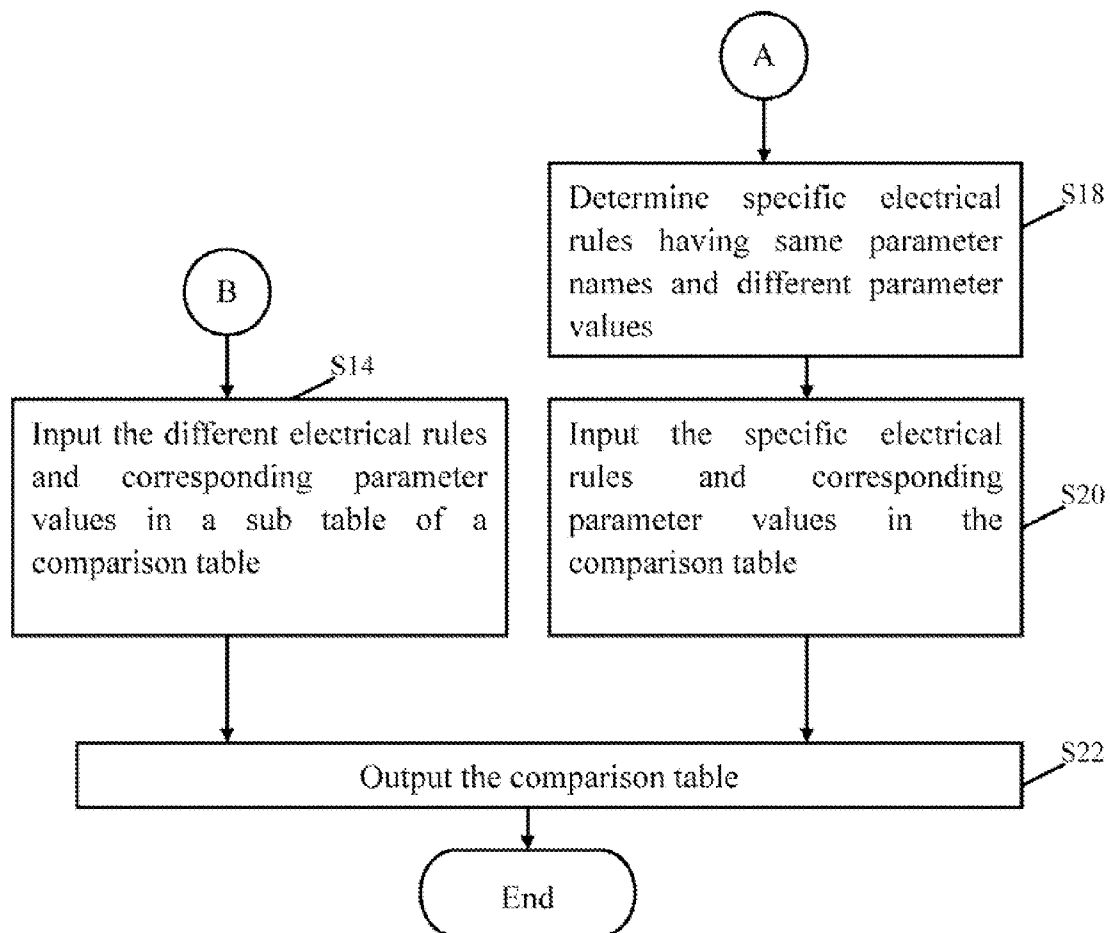 A
Determine specific electrical
rules having same parameter
names and different parameter
values
S18
B
S14
Input the different electrical rules
and corresponding parameter
values in a sub table of a
comparison table
Input the specific electrical
rules and corresponding
parameter values in the
comparison table
S20
Output the comparison table
S22
End